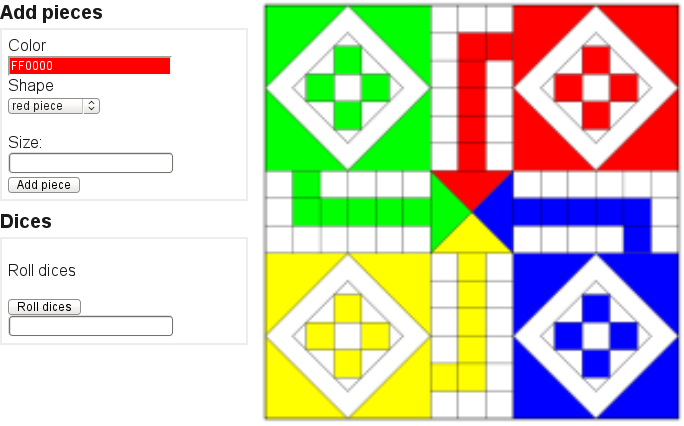 Add pieces
Color
FF0000
Shape
red piece
Size:
Add piece
Dices
Roll dices
Roll dices